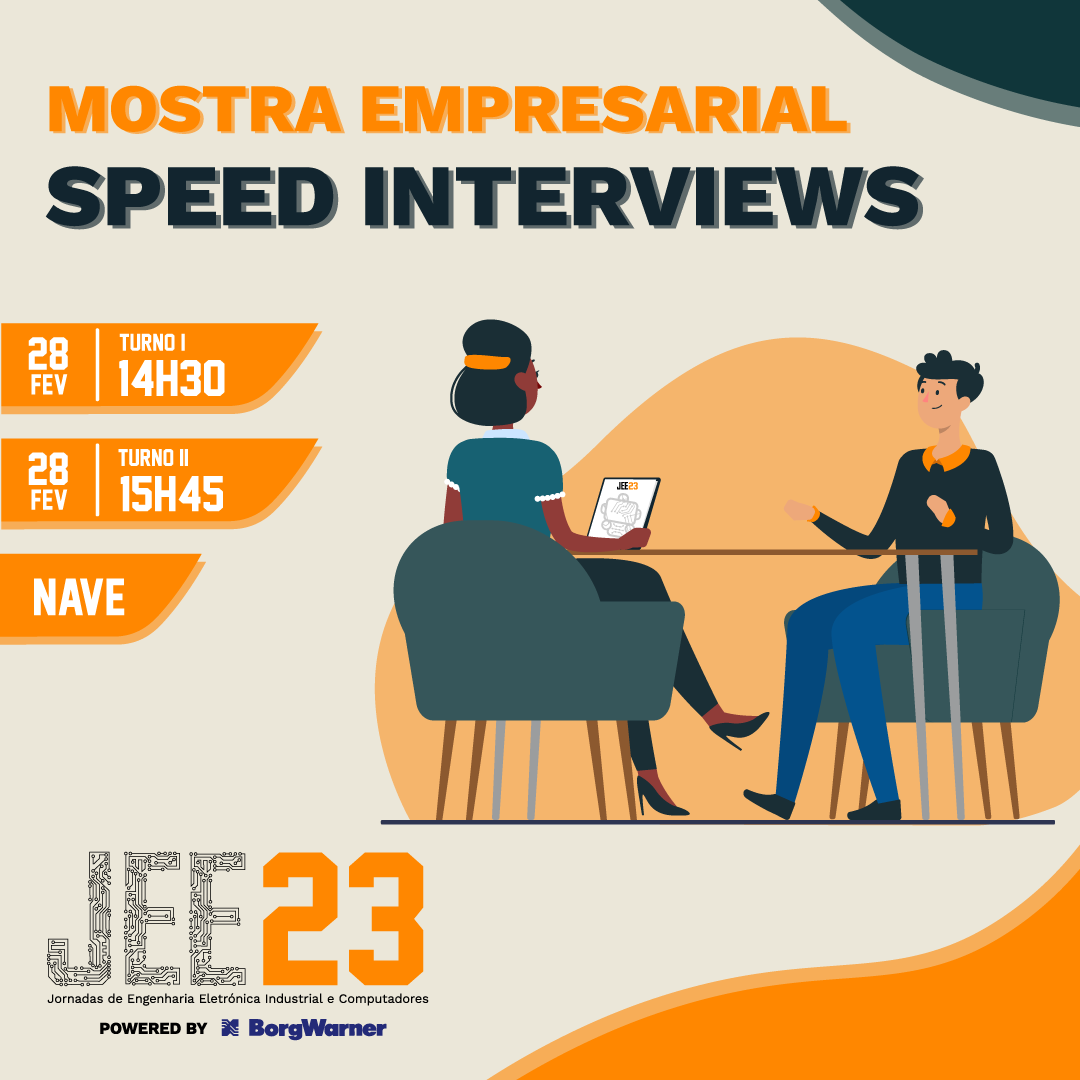 MOSTRA EMPRESARIAL
SPEED INTERVIEWS
28 FEV
TURNO I
14H30
28 FEV
TURNO II
15H45
NAVE
JEE23
JEE23
Jornadas de Engenharia Eletrónica Industrial e Computadores
POWERED BY BorgWarner